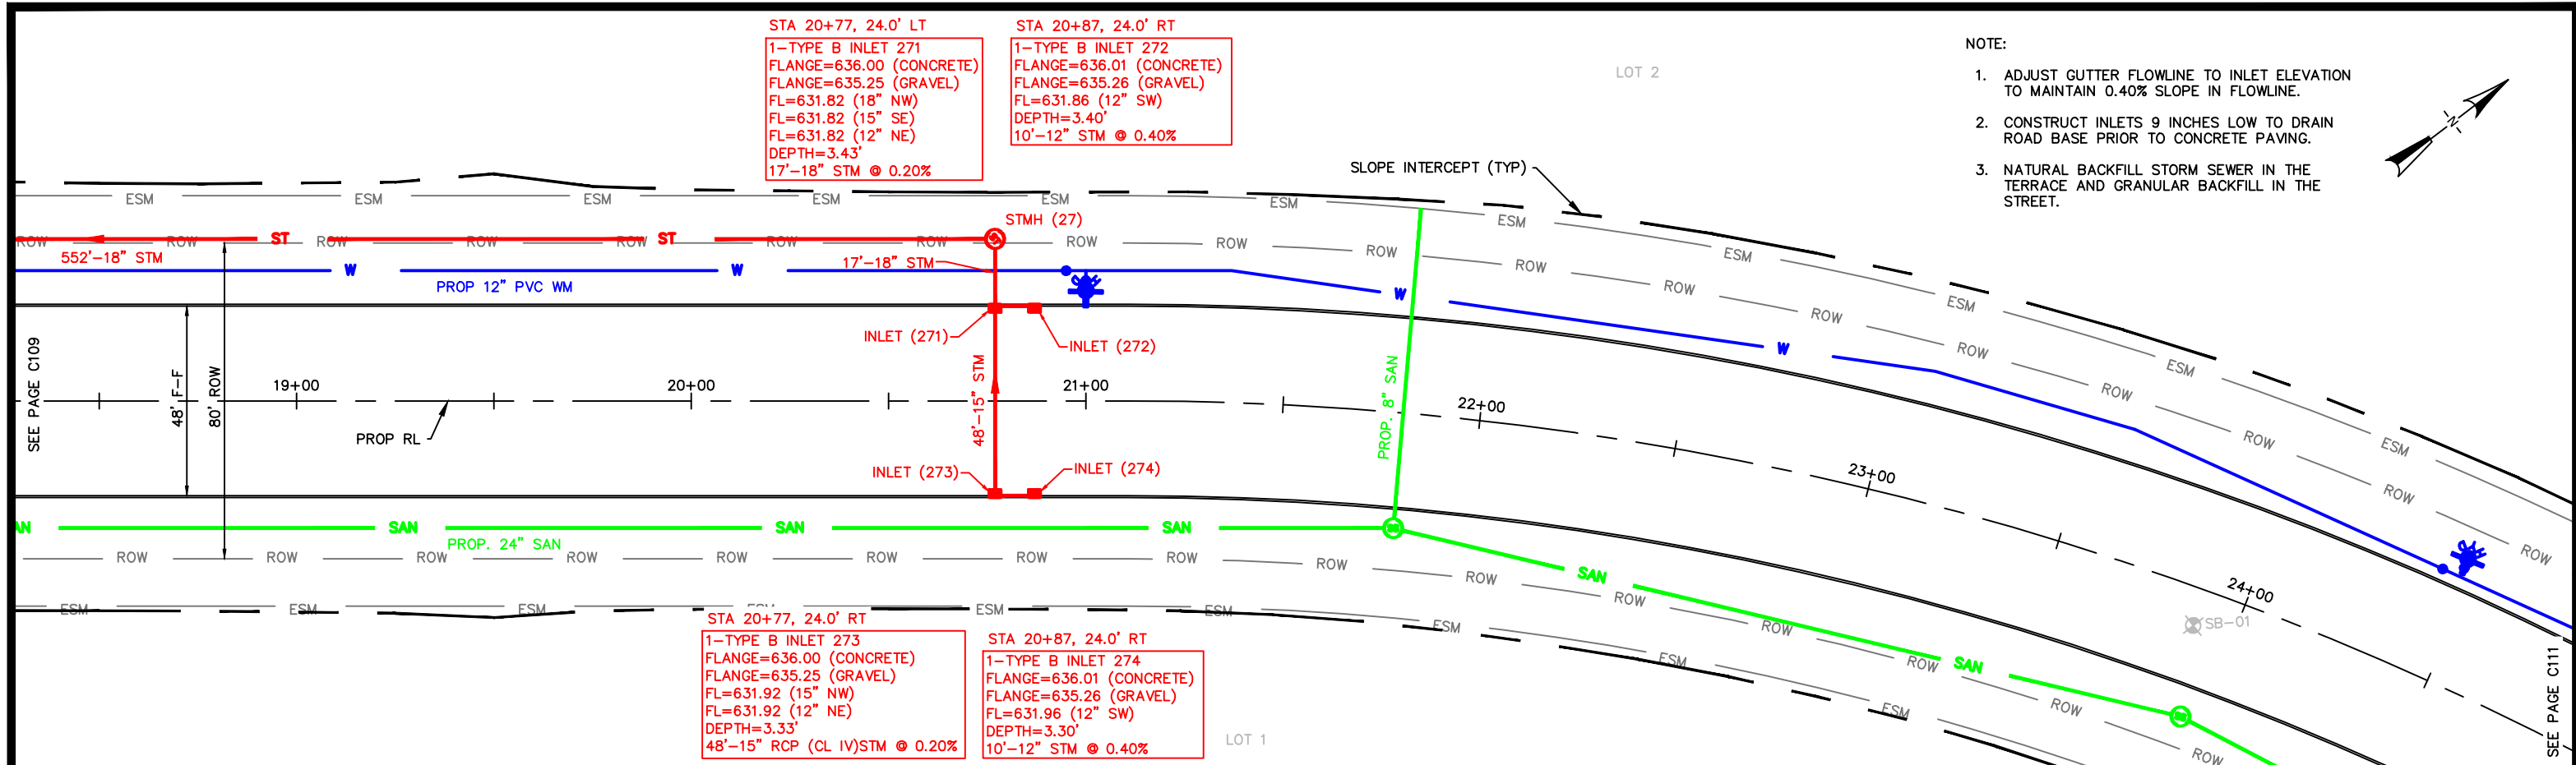 STA 20+77, 24.0' LT
1-TYPE B INLET 271
FLANGE=636.00 (CONCRETE)
FLANGE=635.25 (GRAVEL)
FL=631.82 (18" NW)
FL=631.82 (15" SE)
FL=631.82 (12" NE)
DEPTH=3.43'
17'-18" STM @ 0.20%
STA 20+87, 24.0' RT
1-TYPE B INLET 272
FLANGE=636.01 (CONCRETE)
FLANGE=635.26 (GRAVEL)
FL=631.86 (12" SW)
DEPTH=3.40'
10'-12" STM @ 0.40%
LOT 2
NOTE:
1. ADJUST GUTTER FLOWLINE TO INLET ELEVATION
TO MAINTAIN 0.40% SLOPE IN FLOWLINE.
2. CONSTRUCT INLETS 9 INCHES LOW TO DRAIN
ROAD BASE PRIOR TO CONCRETE PAVING.
3. NATURAL BACKFILL STORM SEWER IN THE
TERRACE AND GRANULAR BACKFILL IN THE
STREET.
N
SLOPE INTERCEPT (TYP)
ESM ESM ESM ESM ESM ESM ESM ESM ESM ESM ESM
STMH (27)
ROW ROW ROW ROW ROW ROW ROW ROW ROW ROW ROW ROW ROW ROW ROW ROW ROW ROW
ST ST
552'-18" STM
17'-18" STM
W W W W
PROP 12" PVC WM
HYD
INLET (271)
INLET (272)
SEE PAGE C109
48' F-F
80' ROW
19+00
20+00
21+00
22+00
23+00
24+00
48'-15" STM
PROP. 8" SAN
PROP RL
INLET (273)
INLET (274)
SAN SAN SAN SAN SAN
PROP. 24" SAN
ROW ROW ROW ROW ROW ROW ROW ROW ROW ROW ROW ROW ROW ROW ROW
HYD
SB-01
ESM ESM ESM ESM ESM ESM ESM ESM ESM
STA 20+77, 24.0' RT
1-TYPE B INLET 273
FLANGE=636.00 (CONCRETE)
FLANGE=635.25 (GRAVEL)
FL=631.92 (15" NW)
FL=631.92 (12" NE)
DEPTH=3.33'
48'-15" RCP (CL IV)STM @ 0.20%
STA 20+87, 24.0' RT
1-TYPE B INLET 274
FLANGE=636.01 (CONCRETE)
FLANGE=635.26 (GRAVEL)
FL=631.96 (12" SW)
DEPTH=3.30'
10'-12" STM @ 0.40%
LOT 1
SEE PAGE C111